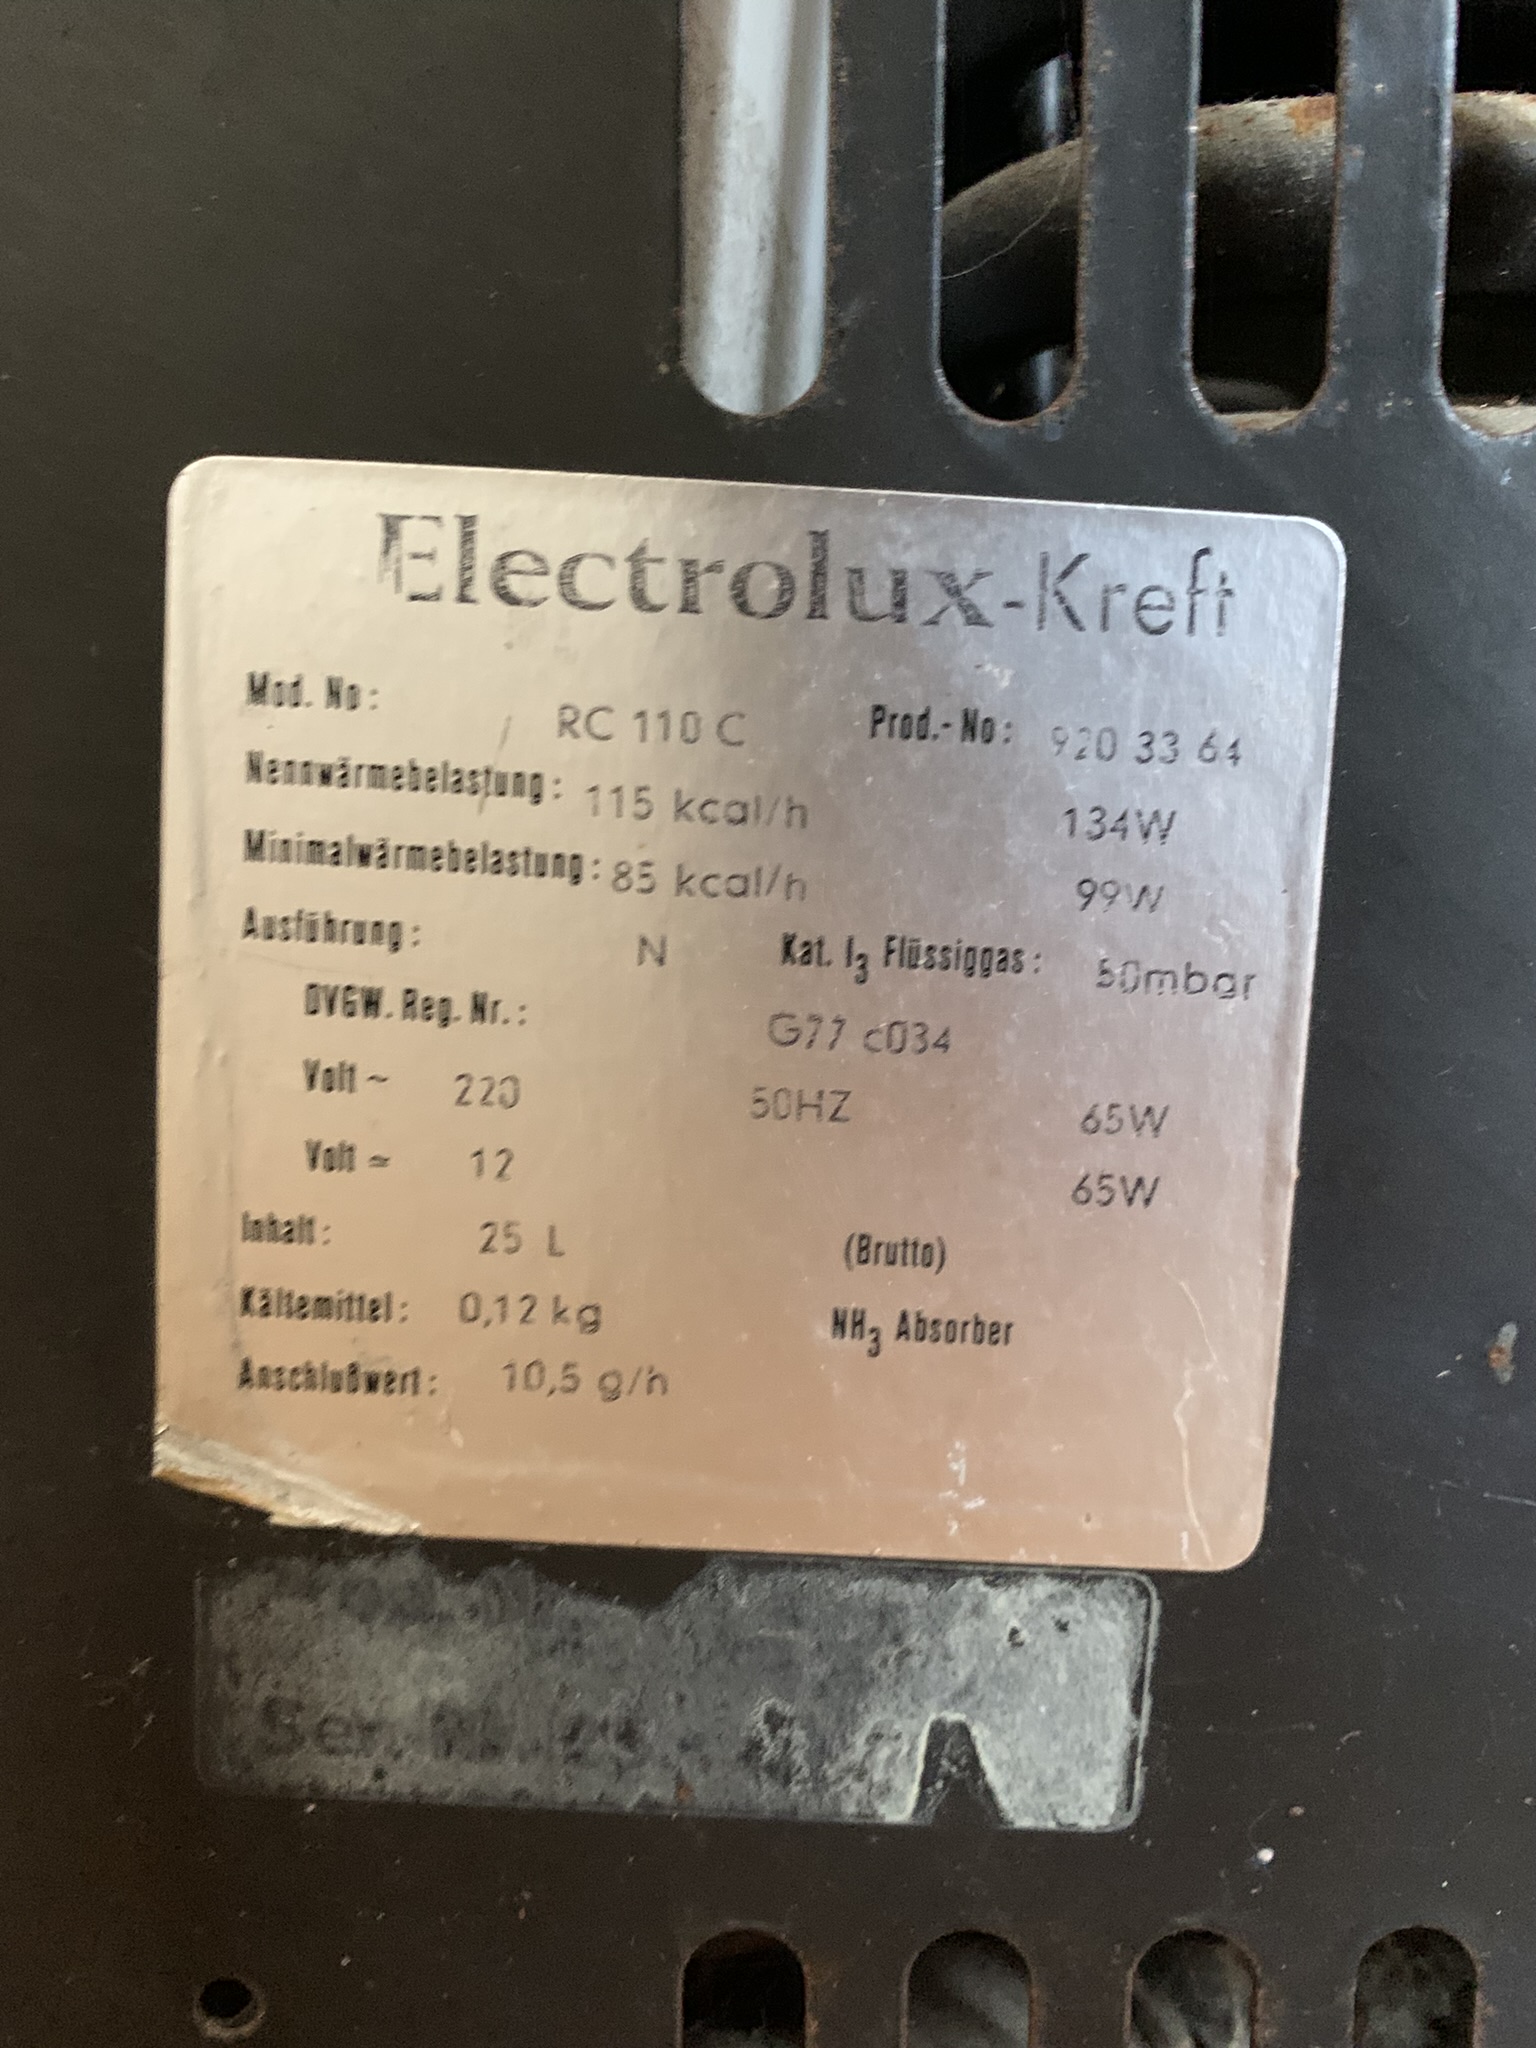 Electrolux-Kreft
Mod. No: RC 110 C Prod.-No: 920 33 64
Nennwärmebelastung: 115 kcal/h 134W
Minimalwärmebelastung: 85 kcal/h 99W
Ausführung: N Kat. I3 Flüssiggas: 50mbar
DVGW. Reg. Nr.: G77 c034
Volt ~ 220 50HZ 65W
Volt ≃ 12 65W
Inhalt: 25 L (Brutto)
Kältemittel: 0,12 kg NH3 Absorber
Anschlußwert: 10,5 g/h
Ser. Nr.